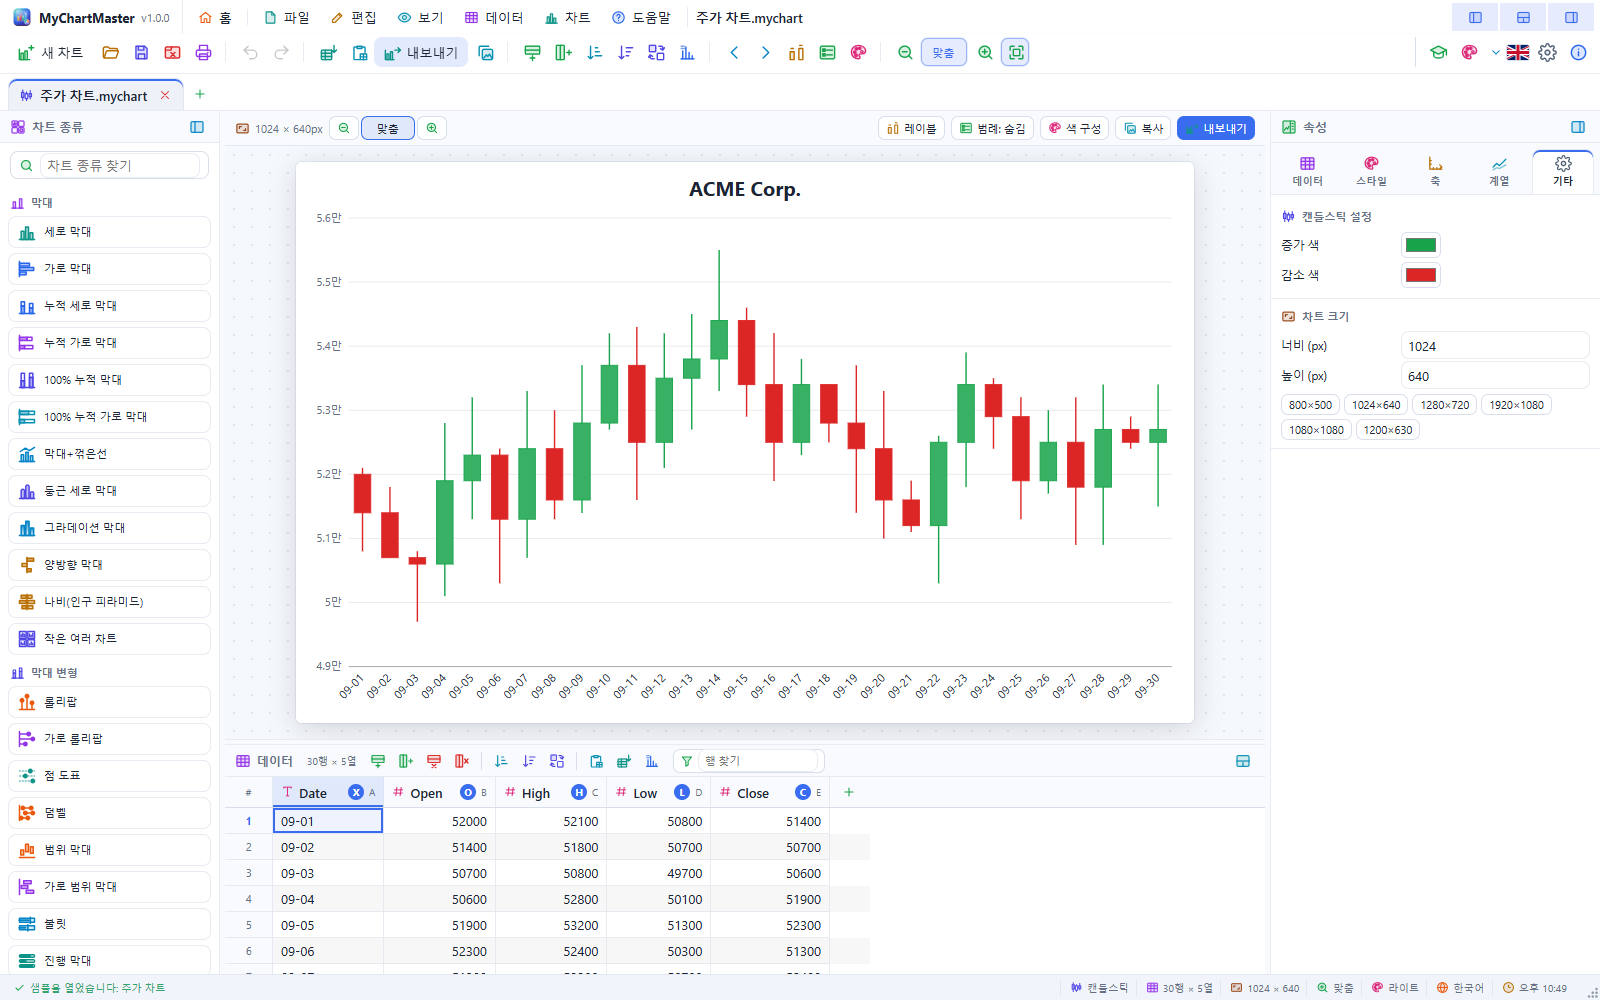 MyChartMaster v1.0.0 홈 파일 편집 보기 데이터 차트 도움말 주가 차트.mychart
새 차트 내보내기 맞춤
주가 차트.mychart × +
차트 종류
차트 종류 찾기
막대
세로 막대
가로 막대
누적 세로 막대
누적 가로 막대
100% 누적 막대
100% 누적 가로 막대
막대+꺾은선
둥근 세로 막대
그라데이션 막대
양방향 막대
나비(인구 피라미드)
작은 여러 차트
막대 변형
롤리팝
가로 롤리팝
점 도표
덤벨
범위 막대
가로 범위 막대
불릿
진행 막대
1024 × 640px 맞춤 레이블 범례: 숨김 색 구성 복사 내보내기
ACME Corp.
5.6만
5.5만
5.4만
5.3만
5.2만
5.1만
5만
4.9만
09-01 09-02 09-03 09-04 09-05 09-06 09-07 09-08 09-09 09-10 09-11 09-12 09-13 09-14 09-15 09-16 09-17 09-18 09-19 09-20 09-21 09-22 09-23 09-24 09-25 09-26 09-27 09-28 09-29 09-30
데이터 30행 × 5열 행 찾기
# Date X A # Open O B # High H C # Low L D # Close C E +
1 09-01 52000 52100 50800 51400
2 09-02 51400 51800 50700 50700
3 09-03 50700 50800 49700 50600
4 09-04 50600 52800 50100 51900
5 09-05 51900 53200 51300 52300
6 09-06 52300 52400 50300 51300
속성
데이터 스타일 축 계열 기타
캔들스틱 설정
증가 색
감소 색
차트 크기
너비 (px) 1024
높이 (px) 640
800×500 1024×640 1280×720 1920×1080
1080×1080 1200×630
샘플을 열었습니다: 주가 차트 캔들스틱 30행 × 5열 1024 × 640 맞춤 라이트 한국어 오후 10:49